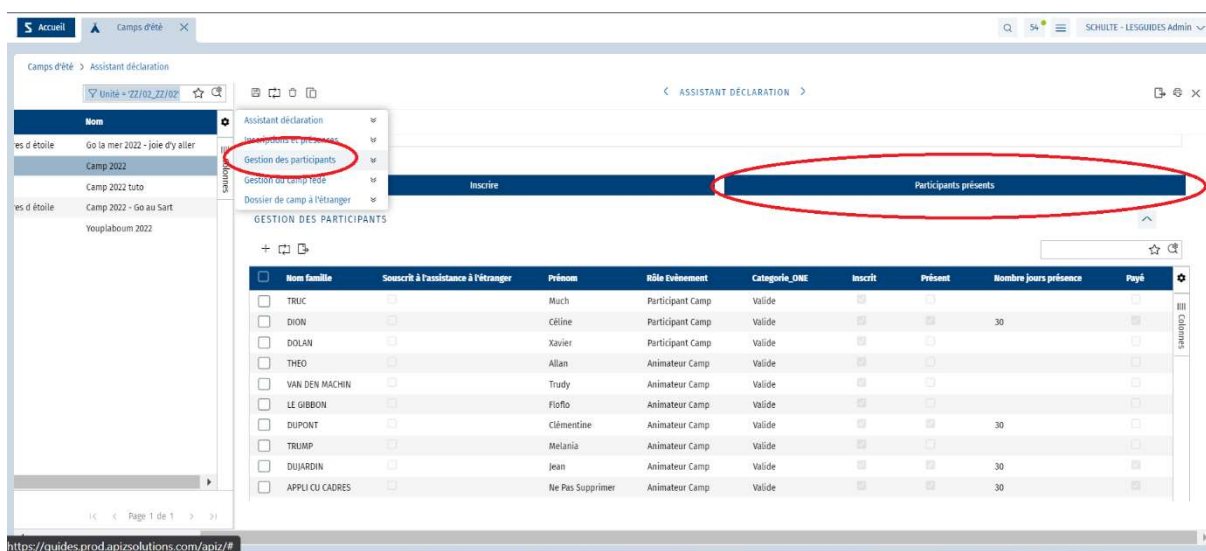 Accueil
Camps d'été
54
SCHULTE - LESGUIDES Admin
Camps d'été > Assistant déclaration
Unité = 'ZZ/02_ZZ/02'
< ASSISTANT DÉCLARATION >
Nom
Assistant déclaration
Inscriptions et présences
Gestion des participants
Gestion du camp fédé
Dossier de camp à l'étranger
res d étoile Go la mer 2022 - joie d'y aller
Camp 2022
Camp 2022 tuto
res d étoile Camp 2022 - Go au Sart
Youplaboum 2022
Colonnes
Inscrire
Participants présents
GESTION DES PARTICIPANTS
Nom famille Souscrit à l'assistance à l'étranger Prénom Rôle Evènement Categorie_ONE Inscrit Présent Nombre jours présence Payé
TRUC Much Participant Camp Valide
DION Céline Participant Camp Valide 30
DOLAN Xavier Participant Camp Valide
THEO Allan Animateur Camp Valide
VAN DEN MACHIN Trudy Animateur Camp Valide
LE GIBBON Floflo Animateur Camp Valide
DUPONT Clémentine Animateur Camp Valide 30
TRUMP Melania Animateur Camp Valide
DUJARDIN Jean Animateur Camp Valide 30
APPLI CU CADRES Ne Pas Supprimer Animateur Camp Valide 30
Colonnes
Page 1 de 1
https://guides.prod.apizsolutions.com/apiz/#